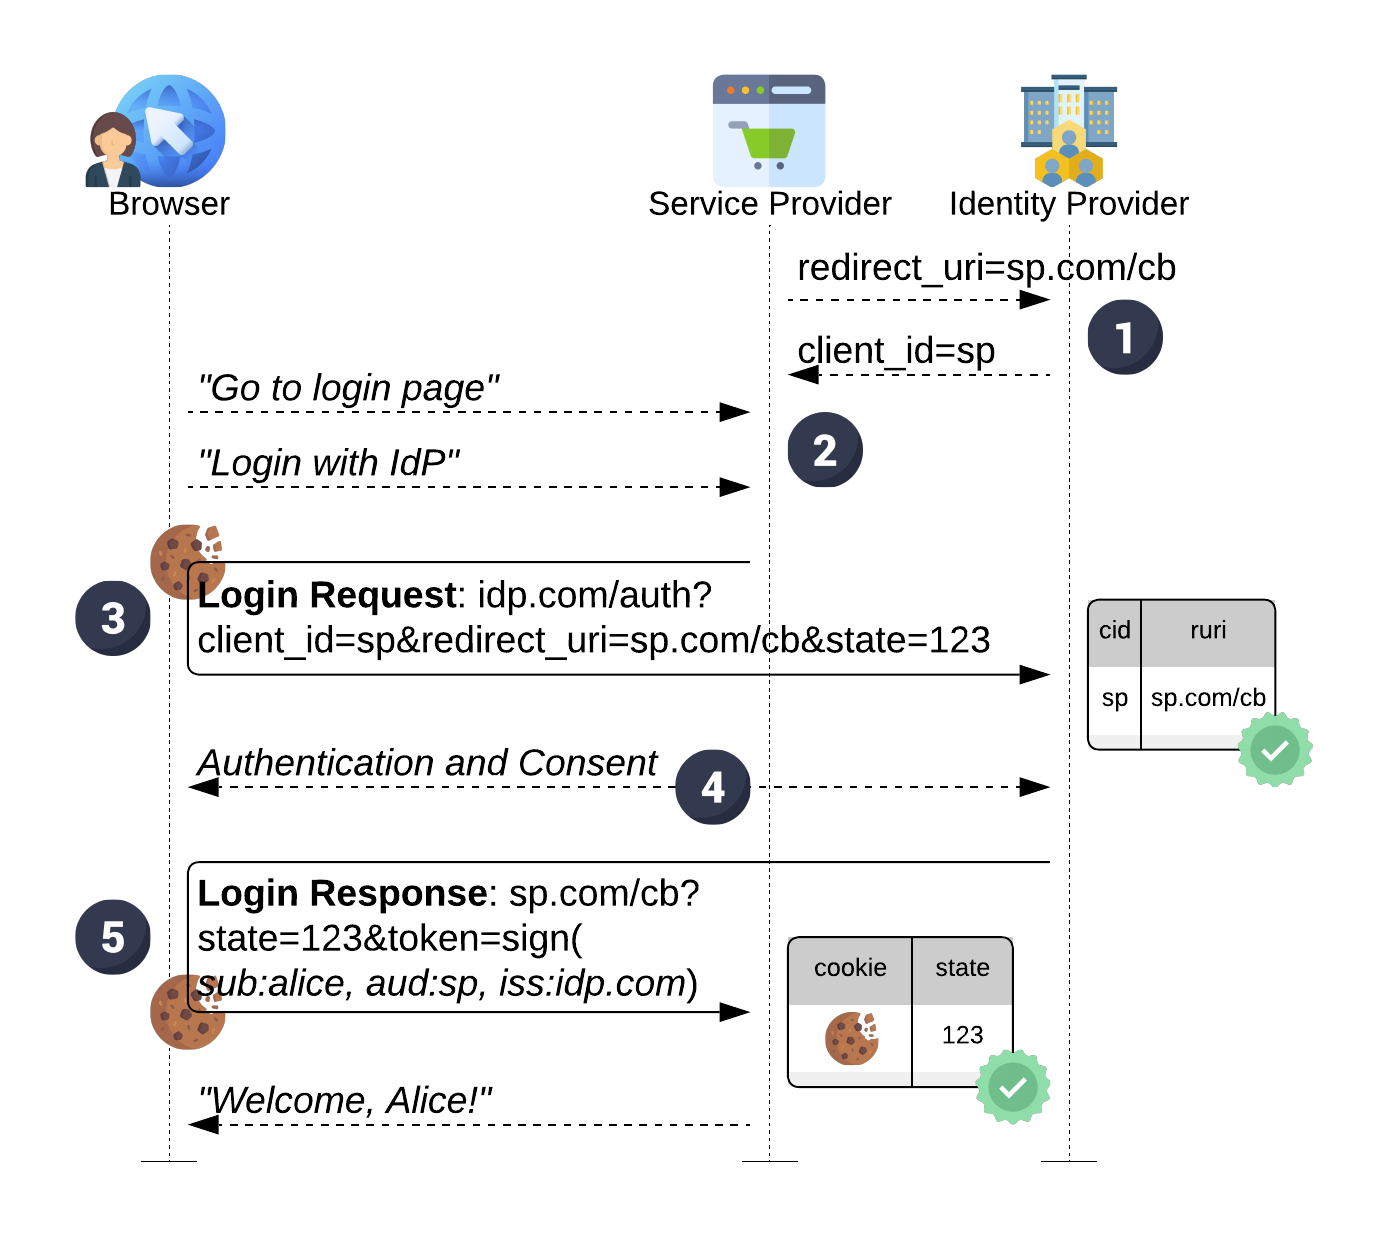 Browser
Service Provider
Identity Provider
redirect_uri=sp.com/cb
1
client_id=sp
"Go to login page"
2
"Login with IdP"
3
Login Request: idp.com/auth?
client_id=sp&redirect_uri=sp.com/cb&state=123
cid ruri
sp sp.com/cb
Authentication and Consent
4
5
Login Response: sp.com/cb?
state=123&token=sign(
sub:alice, aud:sp, iss:idp.com)
cookie state
123
"Welcome, Alice!"